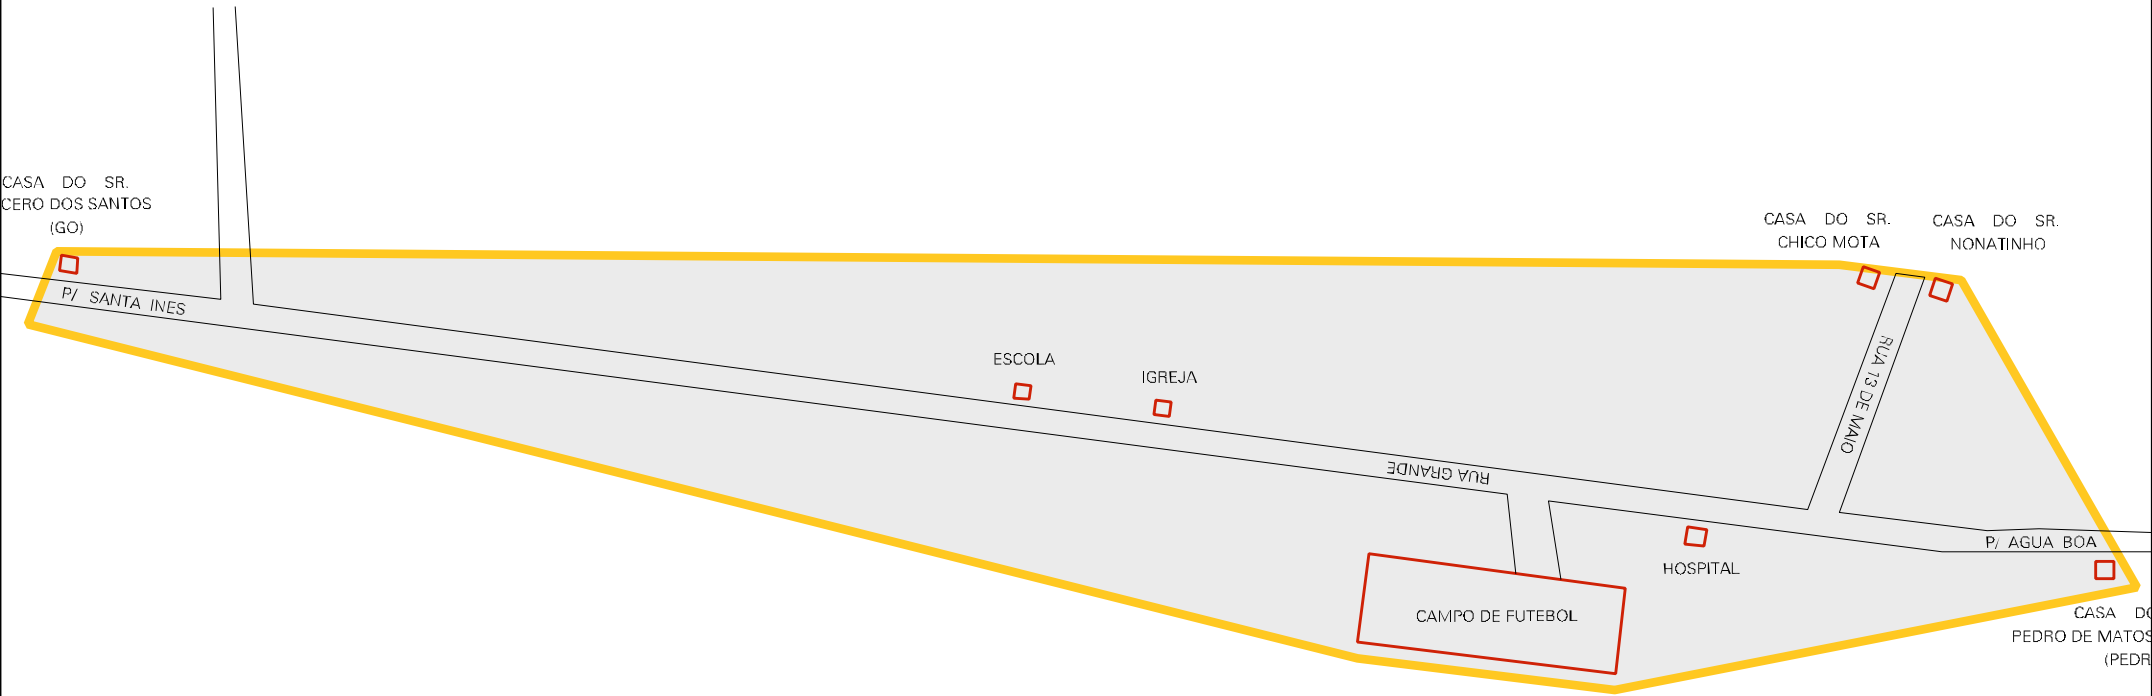 CASA DO SR.
CERO DOS SANTOS
(GO)
P/ SANTA INES
ESCOLA
IGREJA
RUA GRANDE
CASA DO SR.
CHICO MOTA
CASA DO SR.
NONATINHO
RUA 13 DE MAIO
P/ AGUA BOA
HOSPITAL
CAMPO DE FUTEBOL
CASA DO
PEDRO DE MATOS
(PEDR